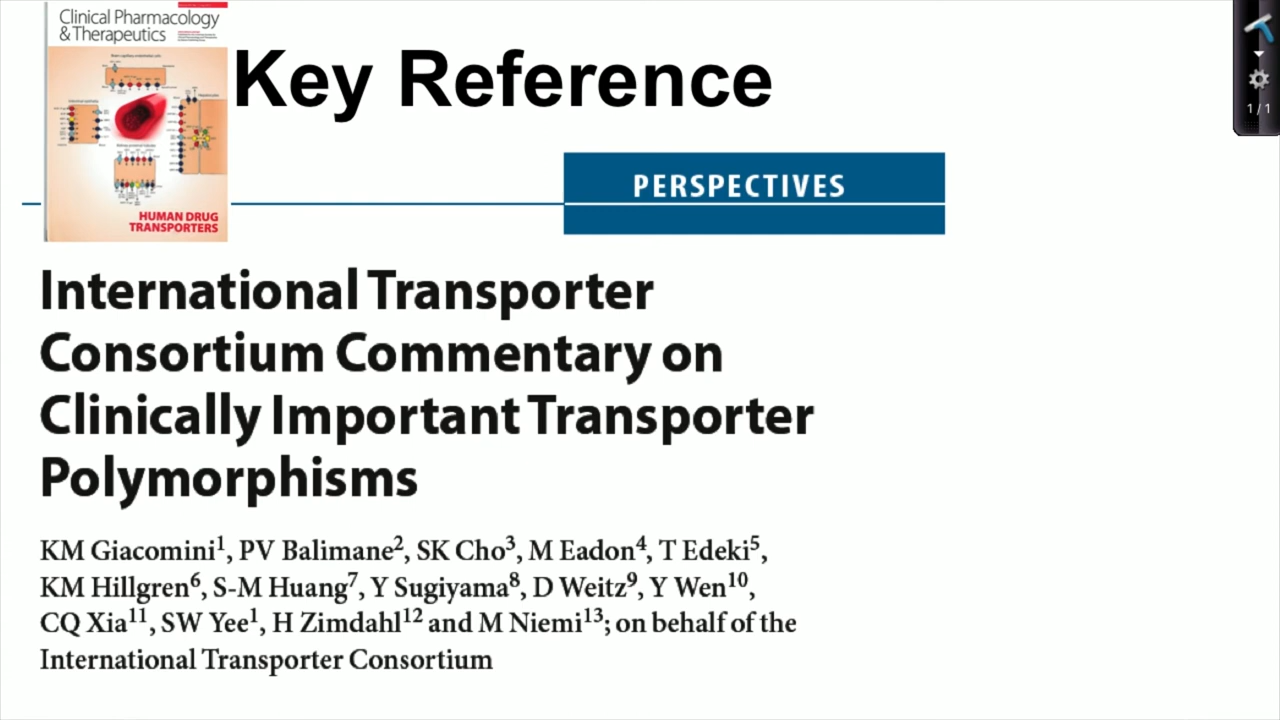 Clinical Pharmacology
& Therapeutics
HUMAN DRUG
TRANSPORTERS
Key Reference
1/1
PERSPECTIVES
International Transporter
Consortium Commentary on
Clinically Important Transporter
Polymorphisms
KM Giacomini1, PV Balimane2, SK Cho3, M Eadon4, T Edeki5,
KM Hillgren6, S-M Huang7, Y Sugiyama8, D Weitz9, Y Wen10,
CQ Xia11, SW Yee1, H Zimdahl12 and M Niemi13; on behalf of the
International Transporter Consortium